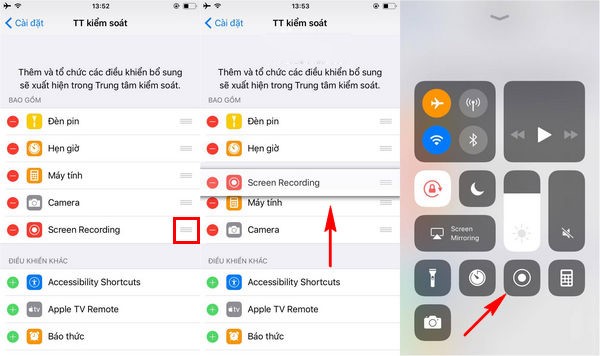 13:52
Cài đặt
TT kiểm soát
Thêm và tổ chức các điều khiển bổ sung
sẽ xuất hiện trong Trung tâm kiểm soát.
BAO GỒM
Đèn pin
Hẹn giờ
Máy tính
Camera
Screen Recording
ĐIỀU KHIỂN KHÁC
Accessibility Shortcuts
Apple TV Remote
Báo thức
13:53
Cài đặt
TT kiểm soát
Thêm và tổ chức các điều khiển bổ sung
sẽ xuất hiện trong Trung tâm kiểm soát.
BAO GỒM
Đèn pin
Hẹn giờ
Screen Recording
Máy tính
Camera
ĐIỀU KHIỂN KHÁC
Accessibility Shortcuts
Apple TV Remote
Báo thức
Screen
Mirroring